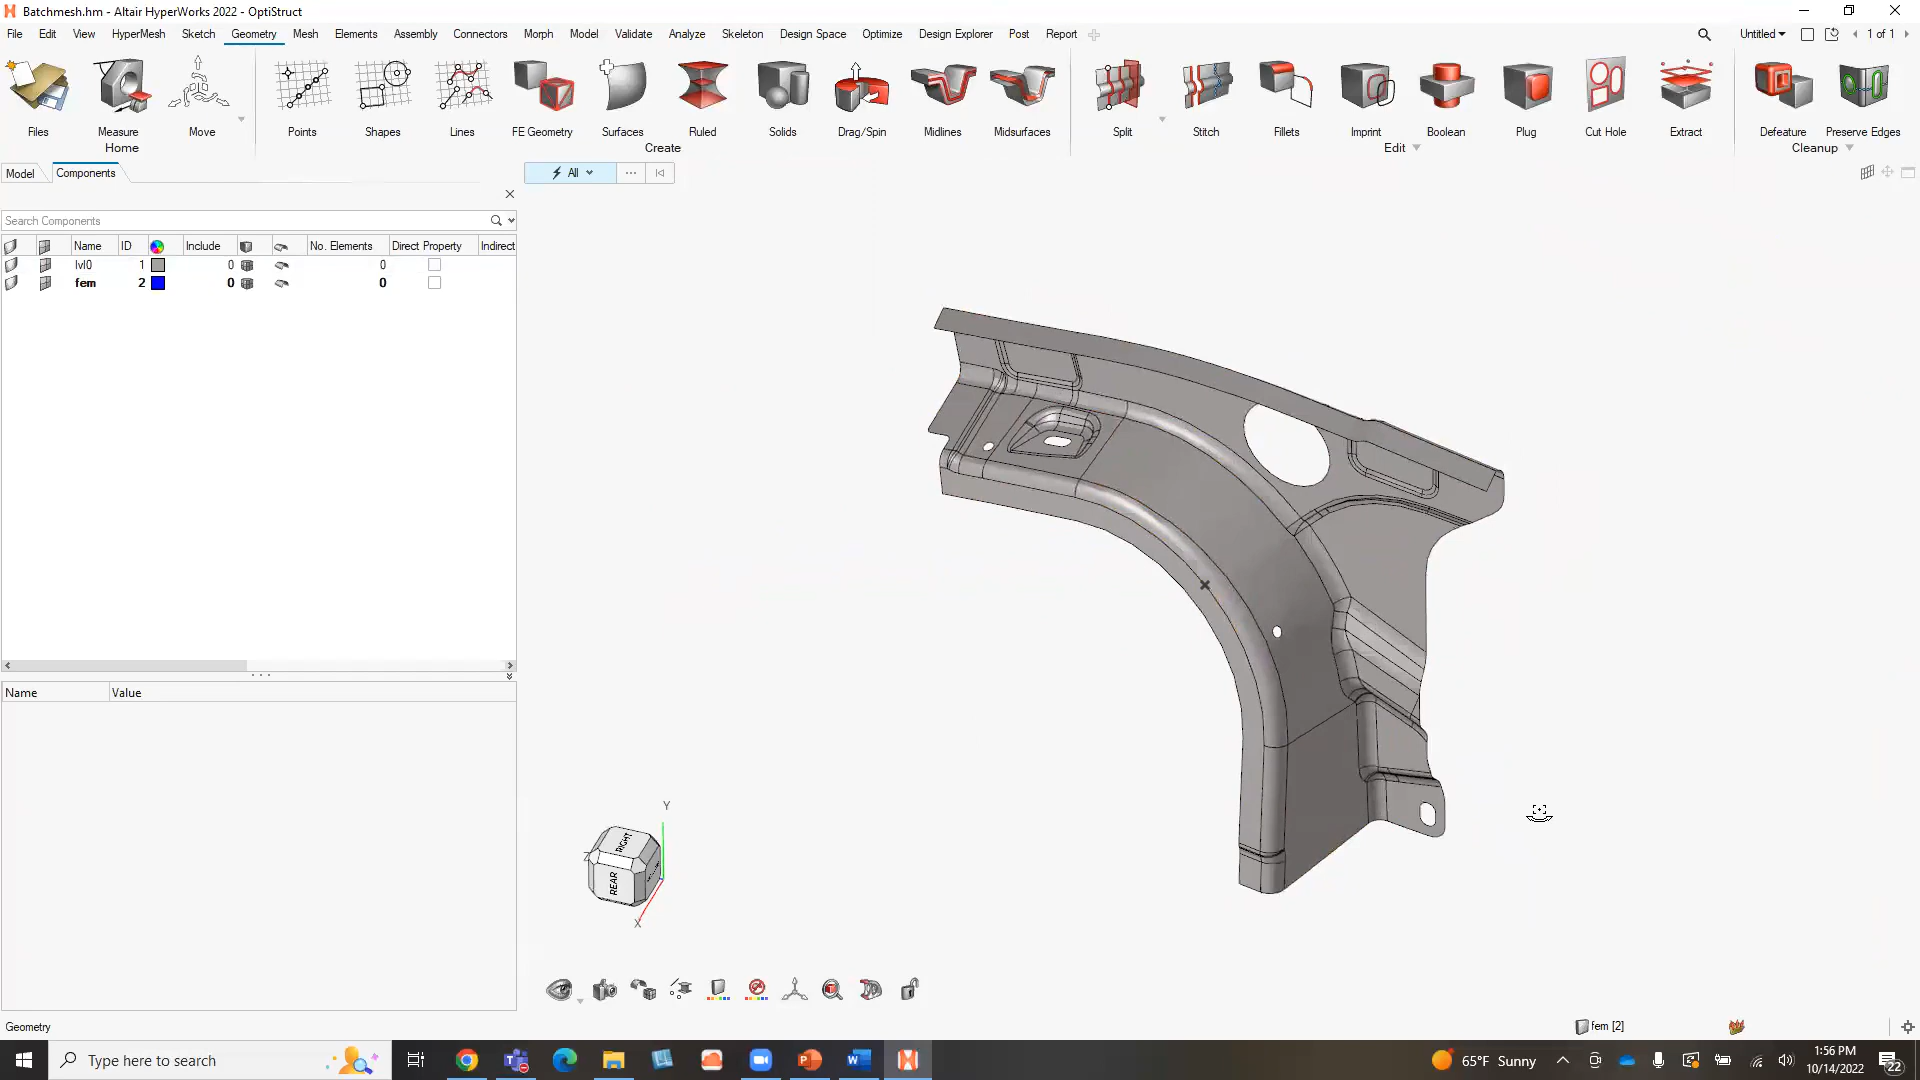 Batchmesh.hm - Altair HyperWorks 2022 - OptiStruct
File Edit View HyperMesh Sketch Geometry Mesh Elements Assembly Connectors Morph Model Validate Analyze Skeleton Design Space Optimize Design Explorer Post Report Untitled 1 of 1
Files Measure Move Points Shapes Lines FE Geometry Surfaces Ruled Solids Drag/Spin Midlines Midsurfaces Split Stitch Fillets Imprint Boolean Plug Cut Hole Extract Defeature Preserve Edges
Home Create Edit Cleanup
Model Components All
Search Components
Name ID Include No. Elements Direct Property Indirect
lvl0 1 0 0
fem 2 0 0
Name Value
Y
RIGHT
Z
REAR
X
Geometry fem [2]
Type here to search 65°F Sunny 1:56 PM
10/14/2022 22